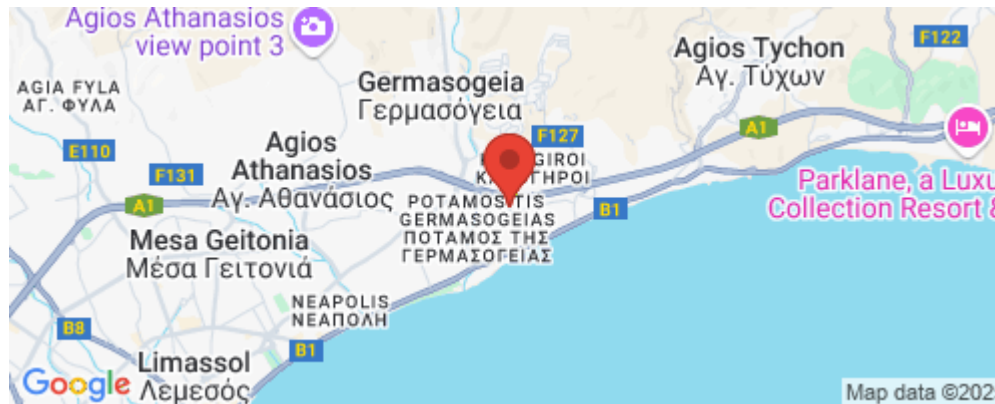 Agios Athanasios
view point 3
F122
Agios Tychon
Αγ. Τύχων
AGIA FYLA
ΑΓ. ΦΥΛΑ
Germasogeia
Γερμασόγεια
E110
F131
A1
Agios
Athanasios
Αγ. Αθανάσιος
F127
A1
POTAMOS TIS
GERMASOGEIAS
ΠΟΤΑΜΟΣ ΤΗΣ
ΓΕΡΜΑΣΟΓΕΙΑΣ
B1
Parklane, a Luxu
Collection Resort &
Mesa Geitonia
Μέσα Γειτονιά
NEAPOLIS
ΝΕΑΠΟΛΗ
B8
B1
Limassol
Λεμεσός
Google
Map data ©202